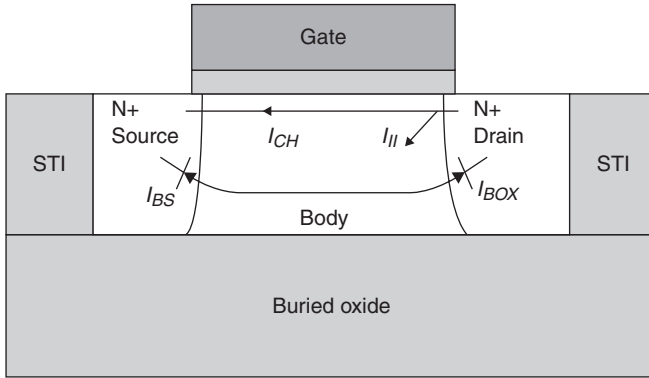 Gate
N+
Source
N+
Drain
I_CH
I_II
STI
STI
I_BS
I_BOX
Body
Buried oxide